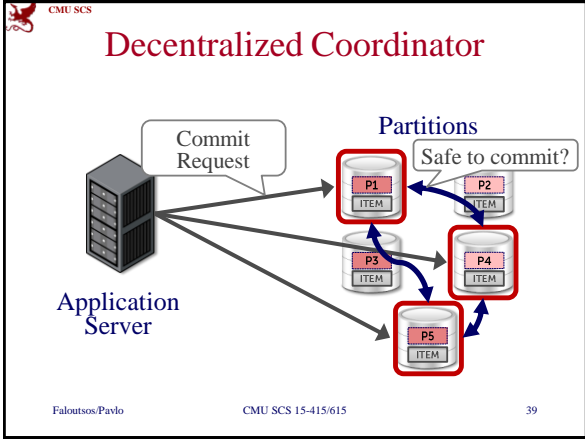 CMU SCS
Decentralized Coordinator
Partitions
Commit
Request
Safe to commit?
P1
ITEM
P2
ITEM
P3
ITEM
P4
ITEM
P5
ITEM
Application
Server
Faloutsos/Pavlo
CMU SCS 15-415/615
39